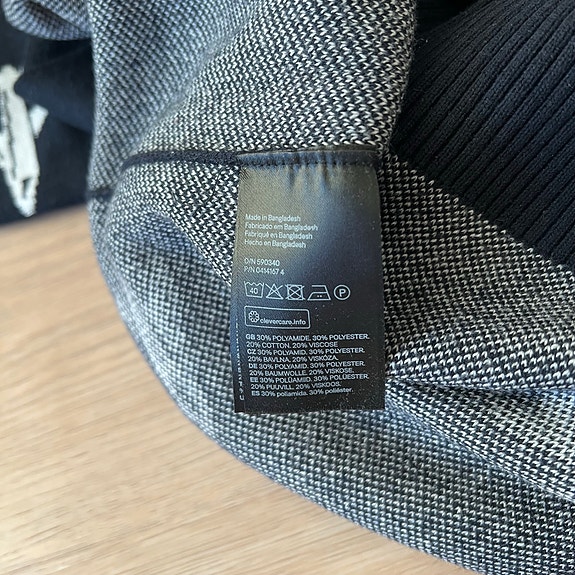 Made in Bangladesh
Fabricado em Bangladesh
Fabriqué en Bangladesh
Hecho en Bangladesh
O/N 590340
P/N 0414157 4
40 P
clevercare.info
GB 30% POLYAMIDE. 30% POLYESTER.
20% COTTON. 20% VISCOSE
CZ 30% POLYAMID. 30% POLYESTER.
20% BAVLNA. 20% VISKÓZA.
DE 30% POLYAMID. 30% POLYESTER.
20% BAUMWOLLE. 20% VISKOSE.
EE 30% POLÜAMIID. 30% POLÜESTER.
20% PUUVILL. 20% VISKOOS.
ES 30% poliamida. 30% poliéster.